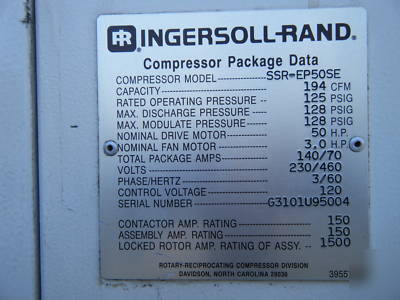 IR INGERSOLL-RAND®
Compressor Package Data
COMPRESSOR MODEL SSR-EP50SE
CAPACITY 194 CFM
RATED OPERATING PRESSURE 125 PSIG
MAX. DISCHARGE PRESSURE 128 PSIG
MAX. MODULATE PRESSURE 128 PSIG
NOMINAL DRIVE MOTOR 50 H.P.
NOMINAL FAN MOTOR 3.0 H.P.
TOTAL PACKAGE AMPS 140/70
VOLTS 230/460
PHASE/HERTZ 3/60
CONTROL VOLTAGE 120
SERIAL NUMBER G3101U95004
CONTACTOR AMP. RATING 150
ASSEMBLY AMP. RATING 150
LOCKED ROTOR AMP. RATING OF ASSY. 1500
ROTARY-RECIPROCATING COMPRESSOR DIVISION
DAVIDSON, NORTH CAROLINA 28036 3955